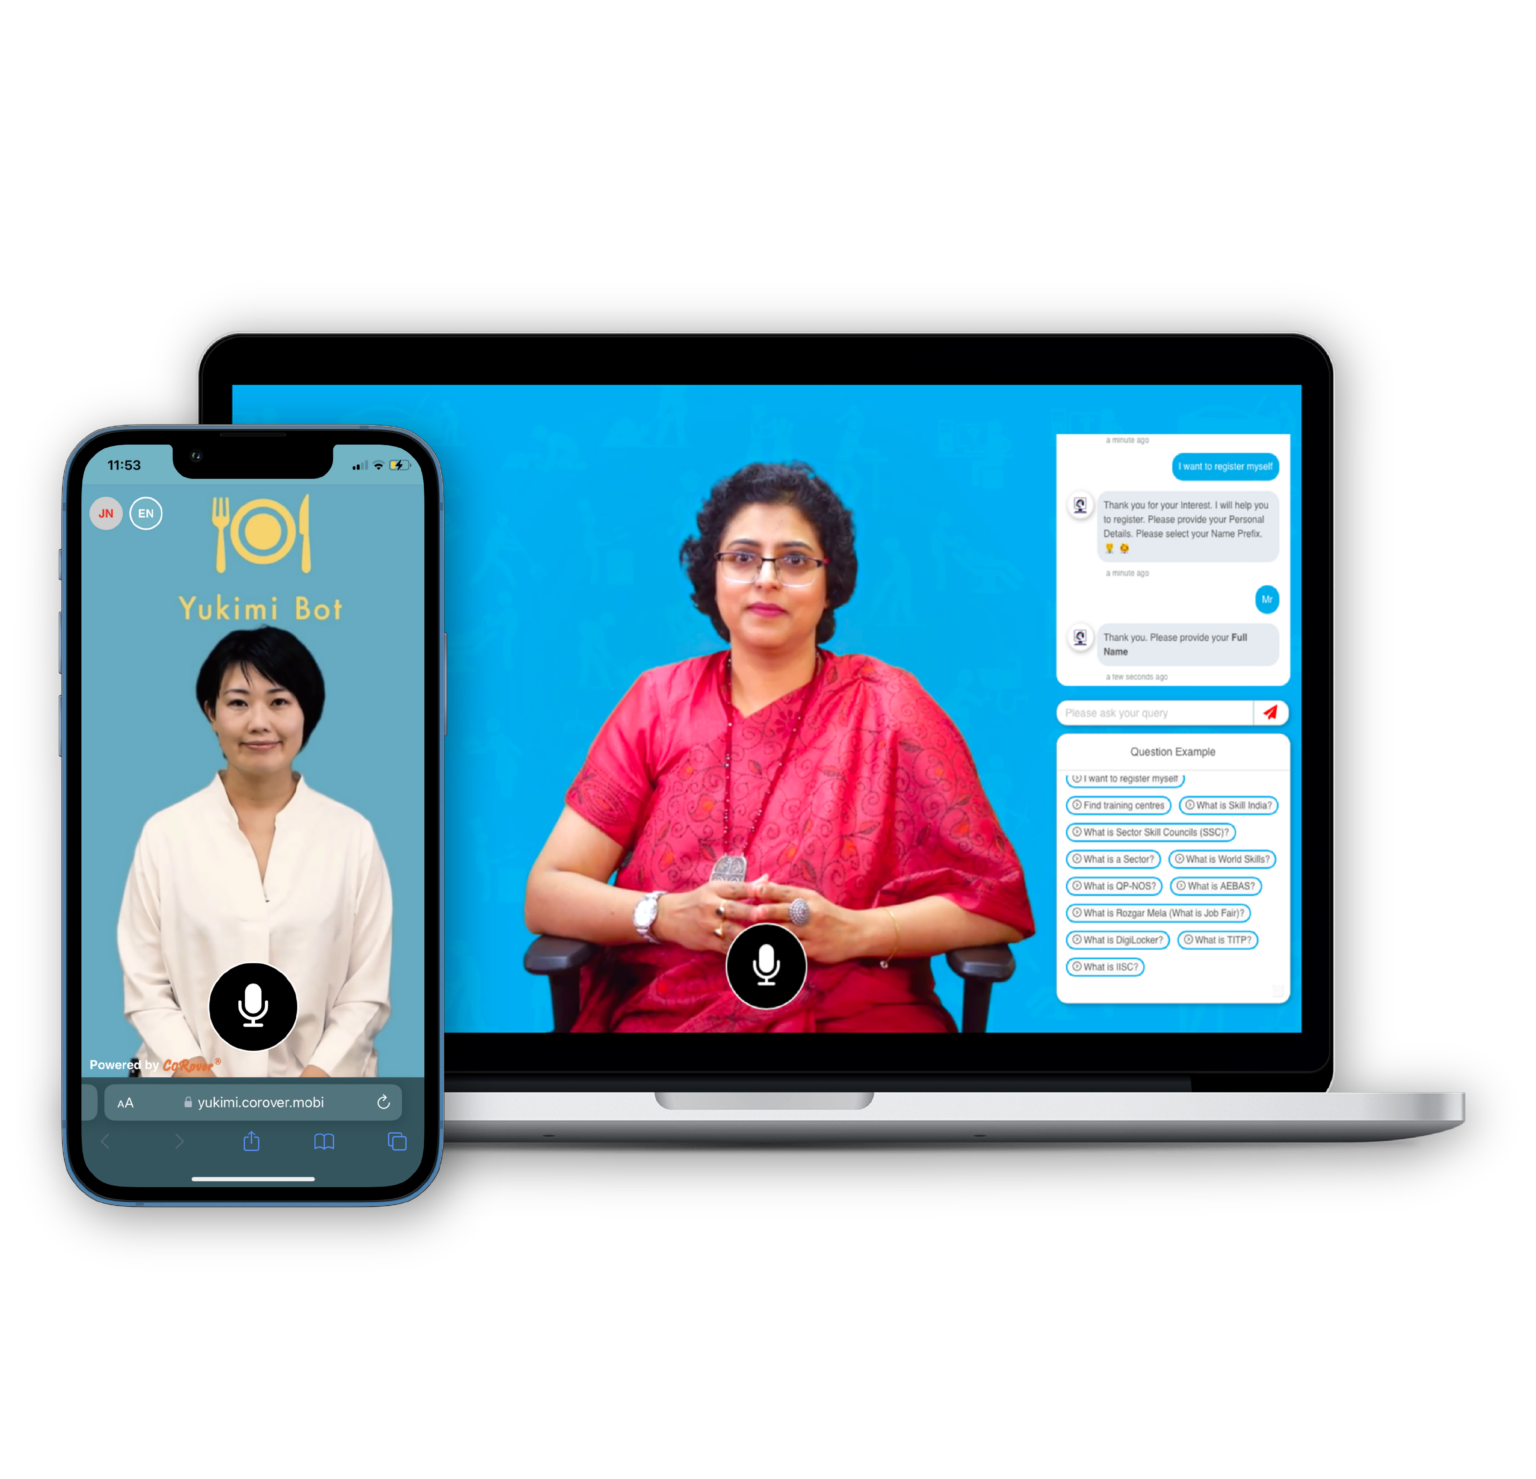 11:53
JN
EN
Yukimi Bot
Powered by CoRover®
AA
yukimi.corover.mobi
a minute ago
I want to register myself
Thank you for your Interest. I will help you
to register. Please provide your Personal
Details. Please select your Name Prefix.
a minute ago
Mr
Thank you. Please provide your Full
Name
a few seconds ago
Please ask your query
Question Example
I want to register myself
Find training centres
What is Skill India?
What is Sector Skill Councils (SSC)?
What is a Sector?
What is World Skills?
What is QP-NOS?
What is AEBAS?
What is Rozgar Mela (What is Job Fair)?
What is DigiLocker?
What is TITP?
What is IISC?